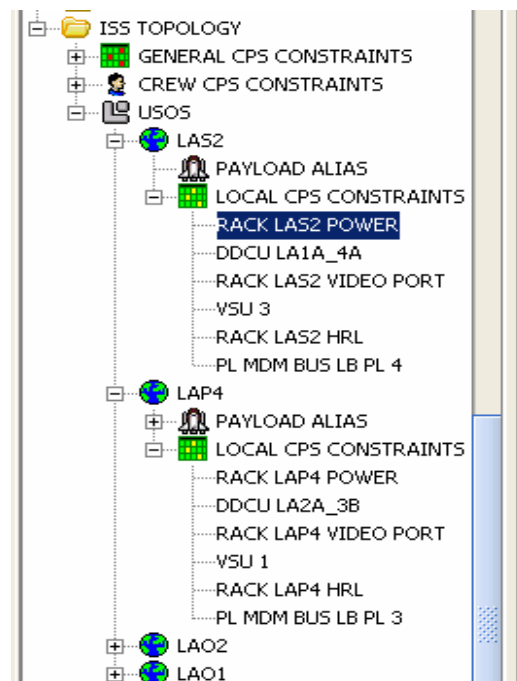 ISS TOPOLOGY
GENERAL CPS CONSTRAINTS
CREW CPS CONSTRAINTS
USOS
LAS2
PAYLOAD ALIAS
LOCAL CPS CONSTRAINTS
RACK LAS2 POWER
DDCU LA1A_4A
RACK LAS2 VIDEO PORT
VSU 3
RACK LAS2 HRL
PL MDM BUS LB PL 4
LAP4
PAYLOAD ALIAS
LOCAL CPS CONSTRAINTS
RACK LAP4 POWER
DDCU LA2A_3B
RACK LAP4 VIDEO PORT
VSU 1
RACK LAP4 HRL
PL MDM BUS LB PL 3
LAO2
LAO1